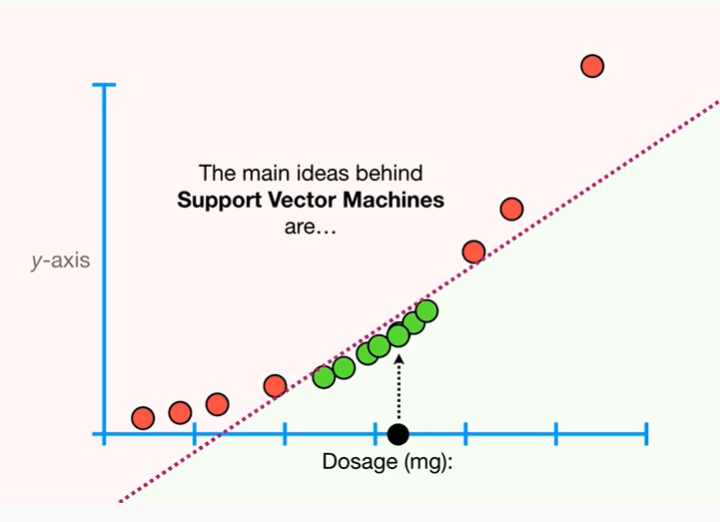 The main ideas behind
Support Vector Machines
are...
y-axis
Dosage (mg):